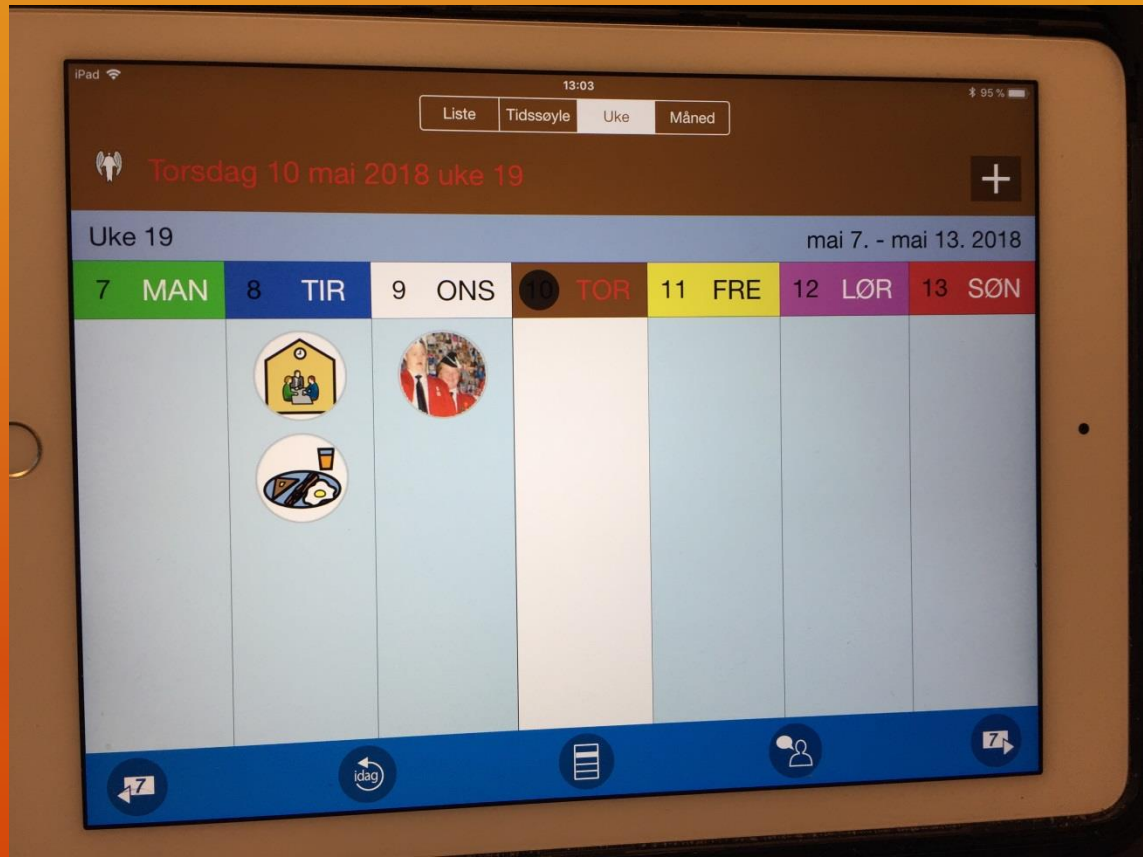 iPad
13:03
95 %
Liste Tidssøyle Uke Måned
Torsdag 10 mai 2018 uke 19
+
Uke 19 mai 7. - mai 13. 2018
7 MAN 8 TIR 9 ONS 10 TOR 11 FRE 12 LØR 13 SØN
7 idag 7